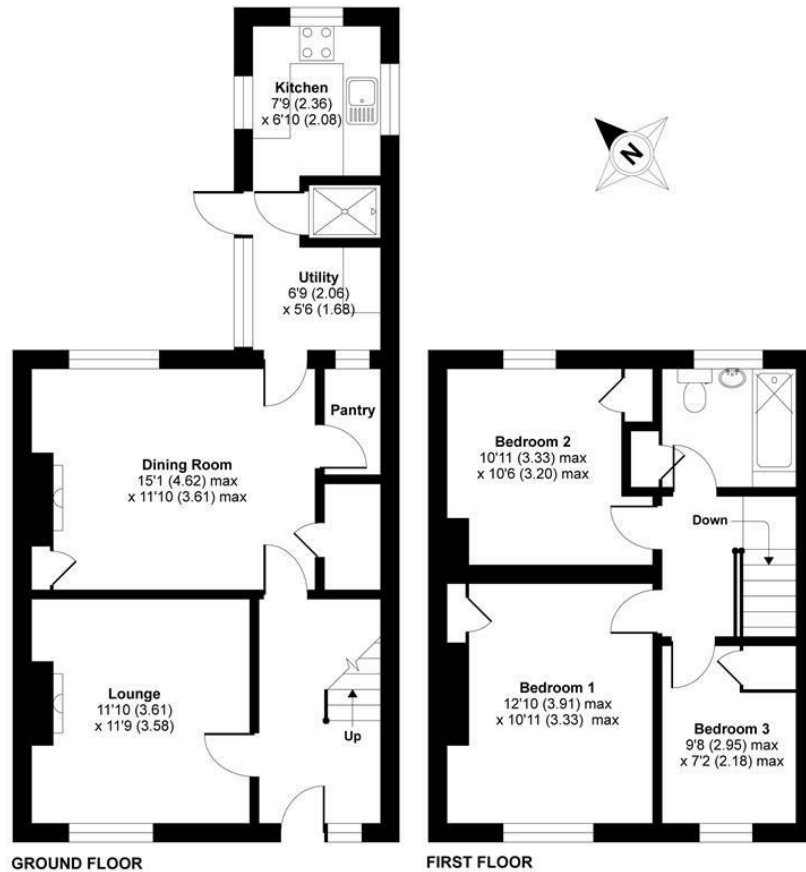 Kitchen
7'9 (2.36)
x 6'10 (2.08)
N
Utility
6'9 (2.06)
x 5'6 (1.68)
Pantry
Dining Room
15'1 (4.62) max
x 11'10 (3.61) max
Lounge
11'10 (3.61)
x 11'9 (3.58)
Up
GROUND FLOOR
Bedroom 2
10'11 (3.33) max
x 10'6 (3.20) max
Down
Bedroom 1
12'10 (3.91) max
x 10'11 (3.33) max
Bedroom 3
9'8 (2.95) max
x 7'2 (2.18) max
FIRST FLOOR